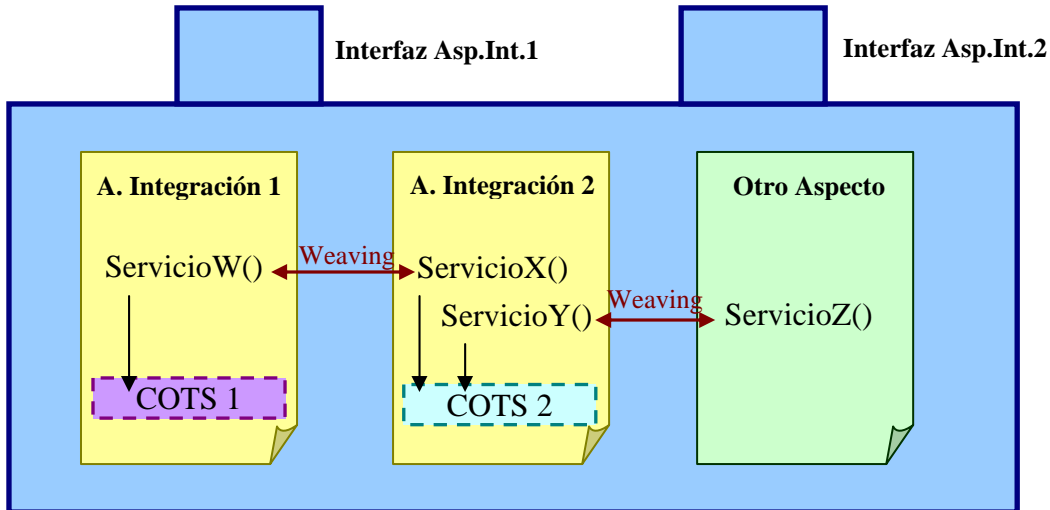 Interfaz Asp.Int.1
Interfaz Asp.Int.2
A. Integración 1
A. Integración 2
Otro Aspecto
ServicioW()
Weaving
ServicioX()
ServicioY()
Weaving
ServicioZ()
COTS 1
COTS 2